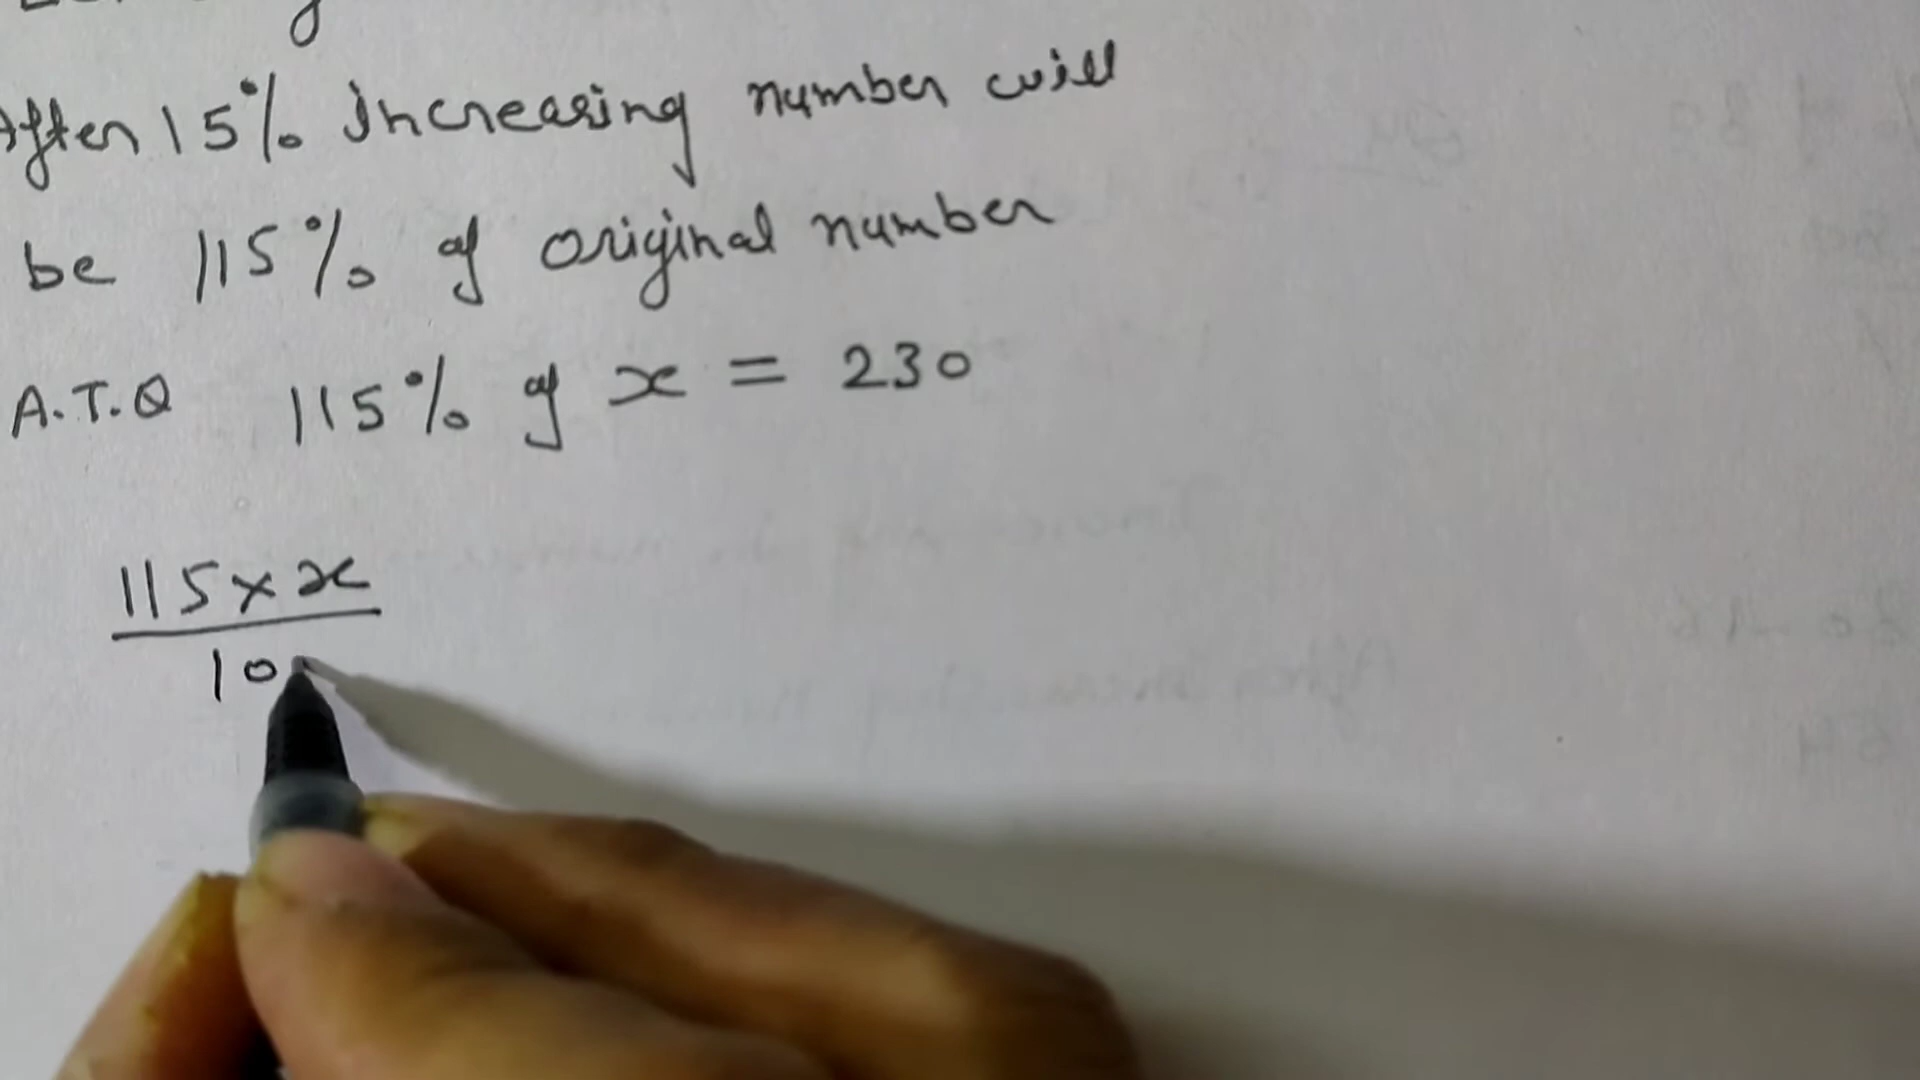 After 15% increasing number will
be 115% of original number
A.T.Q 115% of x = 230
115 × x
10